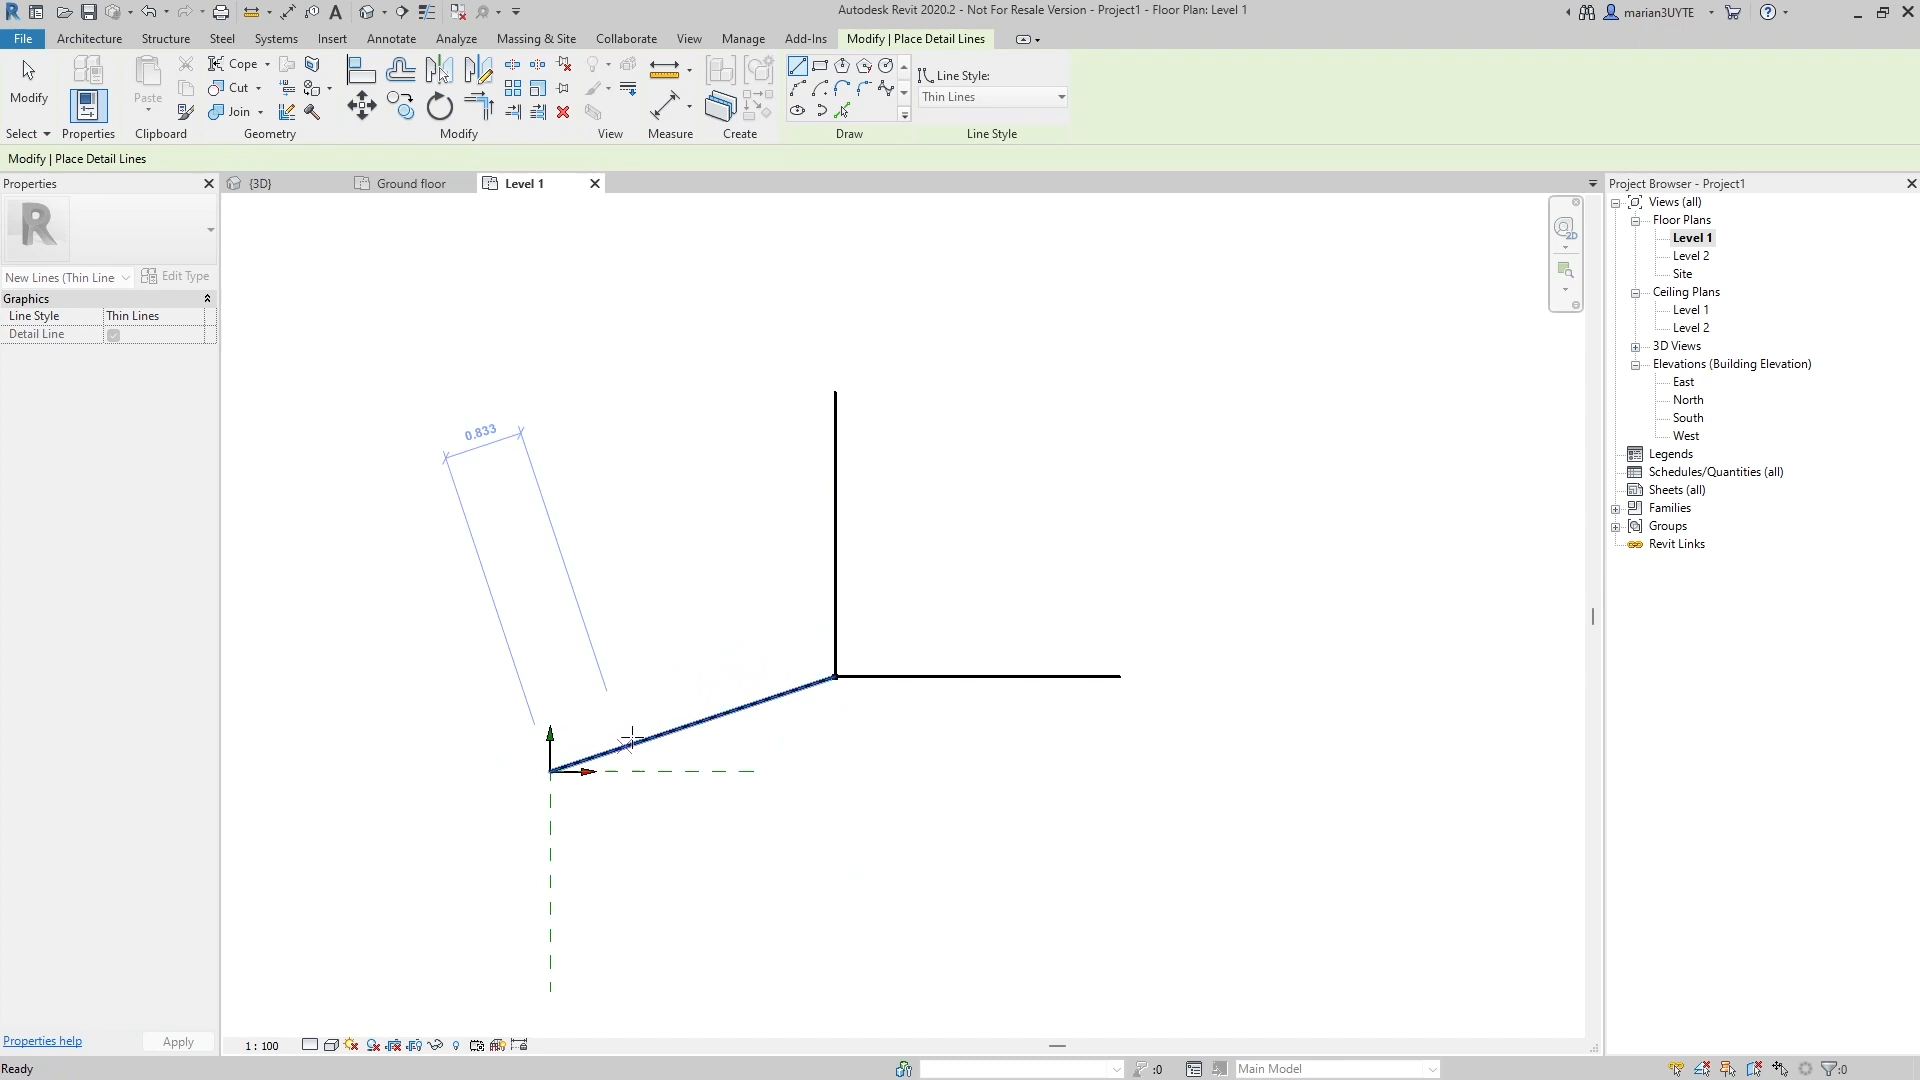 Autodesk Revit 2020.2 - Not For Resale Version - Project1 - Floor Plan: Level 1
marian3UYTE
File
Architecture
Structure
Steel
Systems
Insert
Annotate
Analyze
Massing & Site
Collaborate
View
Manage
Add-Ins
Modify | Place Detail Lines
Modify
Select
Properties
Paste
Clipboard
Cope
Cut
Join
Geometry
Modify
View
Measure
Create
Draw
Line Style:
Thin Lines
Line Style
Modify | Place Detail Lines
Properties
{3D}
Ground floor
Level 1
Project Browser - Project1
R
New Lines (Thin Line
Edit Type
Graphics
Line Style
Thin Lines
Detail Line
2D
0.833
Views (all)
Floor Plans
Level 1
Level 2
Site
Ceiling Plans
Level 1
Level 2
3D Views
Elevations (Building Elevation)
East
North
South
West
Legends
Schedules/Quantities (all)
Sheets (all)
Families
Groups
Revit Links
Properties help
Apply
1 : 100
Ready
:0
Main Model
:0